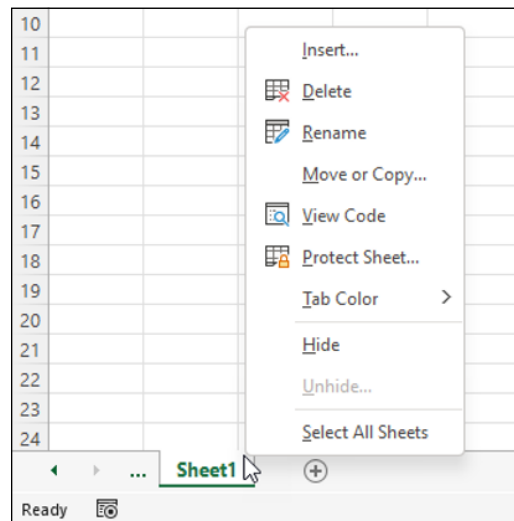 10
11
12
13
14
15
16
17
18
19
20
21
22
23
24
Insert...
Delete
Rename
Move or Copy...
View Code
Protect Sheet...
Tab Color
Hide
Unhide...
Select All Sheets
... Sheet1
Ready